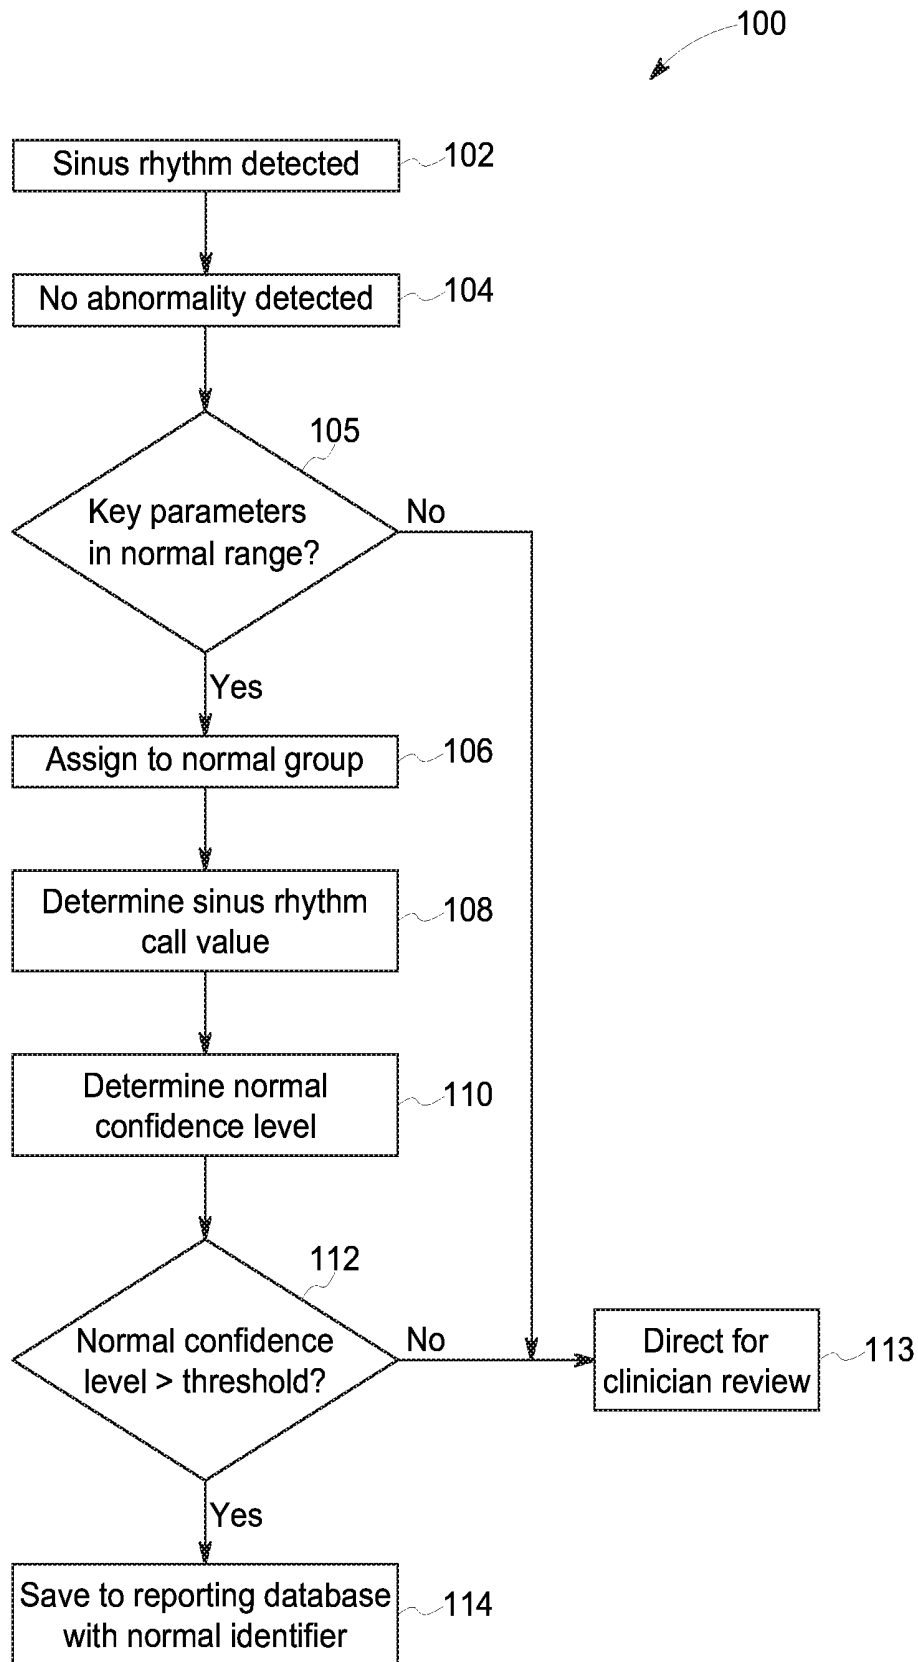 100
Sinus rhythm detected
102
No abnormality detected
104
105
Key parameters
in normal range?
No
Yes
Assign to normal group
106
Determine sinus rhythm
call value
108
Determine normal
confidence level
110
112
Normal confidence
level > threshold?
No
Direct for
clinician review
113
Yes
Save to reporting database
with normal identifier
114